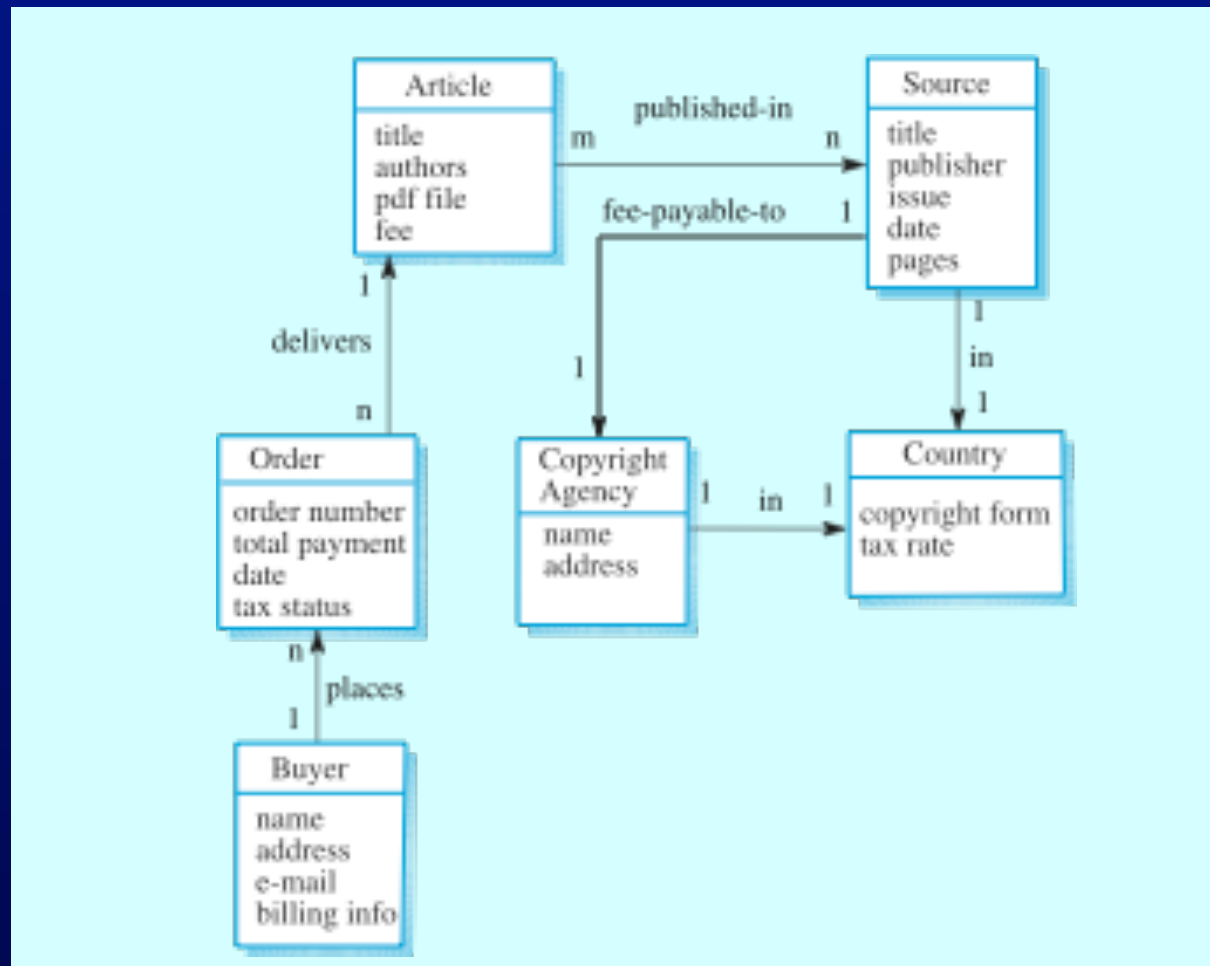 Article
title
authors
pdf file
fee
m
published-in
n
Source
title
publisher
issue
date
pages
fee-payable-to
1
1
1
in
1
1
delivers
n
Order
order number
total payment
date
tax status
Copyright
Agency
name
address
1
in
1
Country
copyright form
tax rate
n
places
1
Buyer
name
address
e-mail
billing info